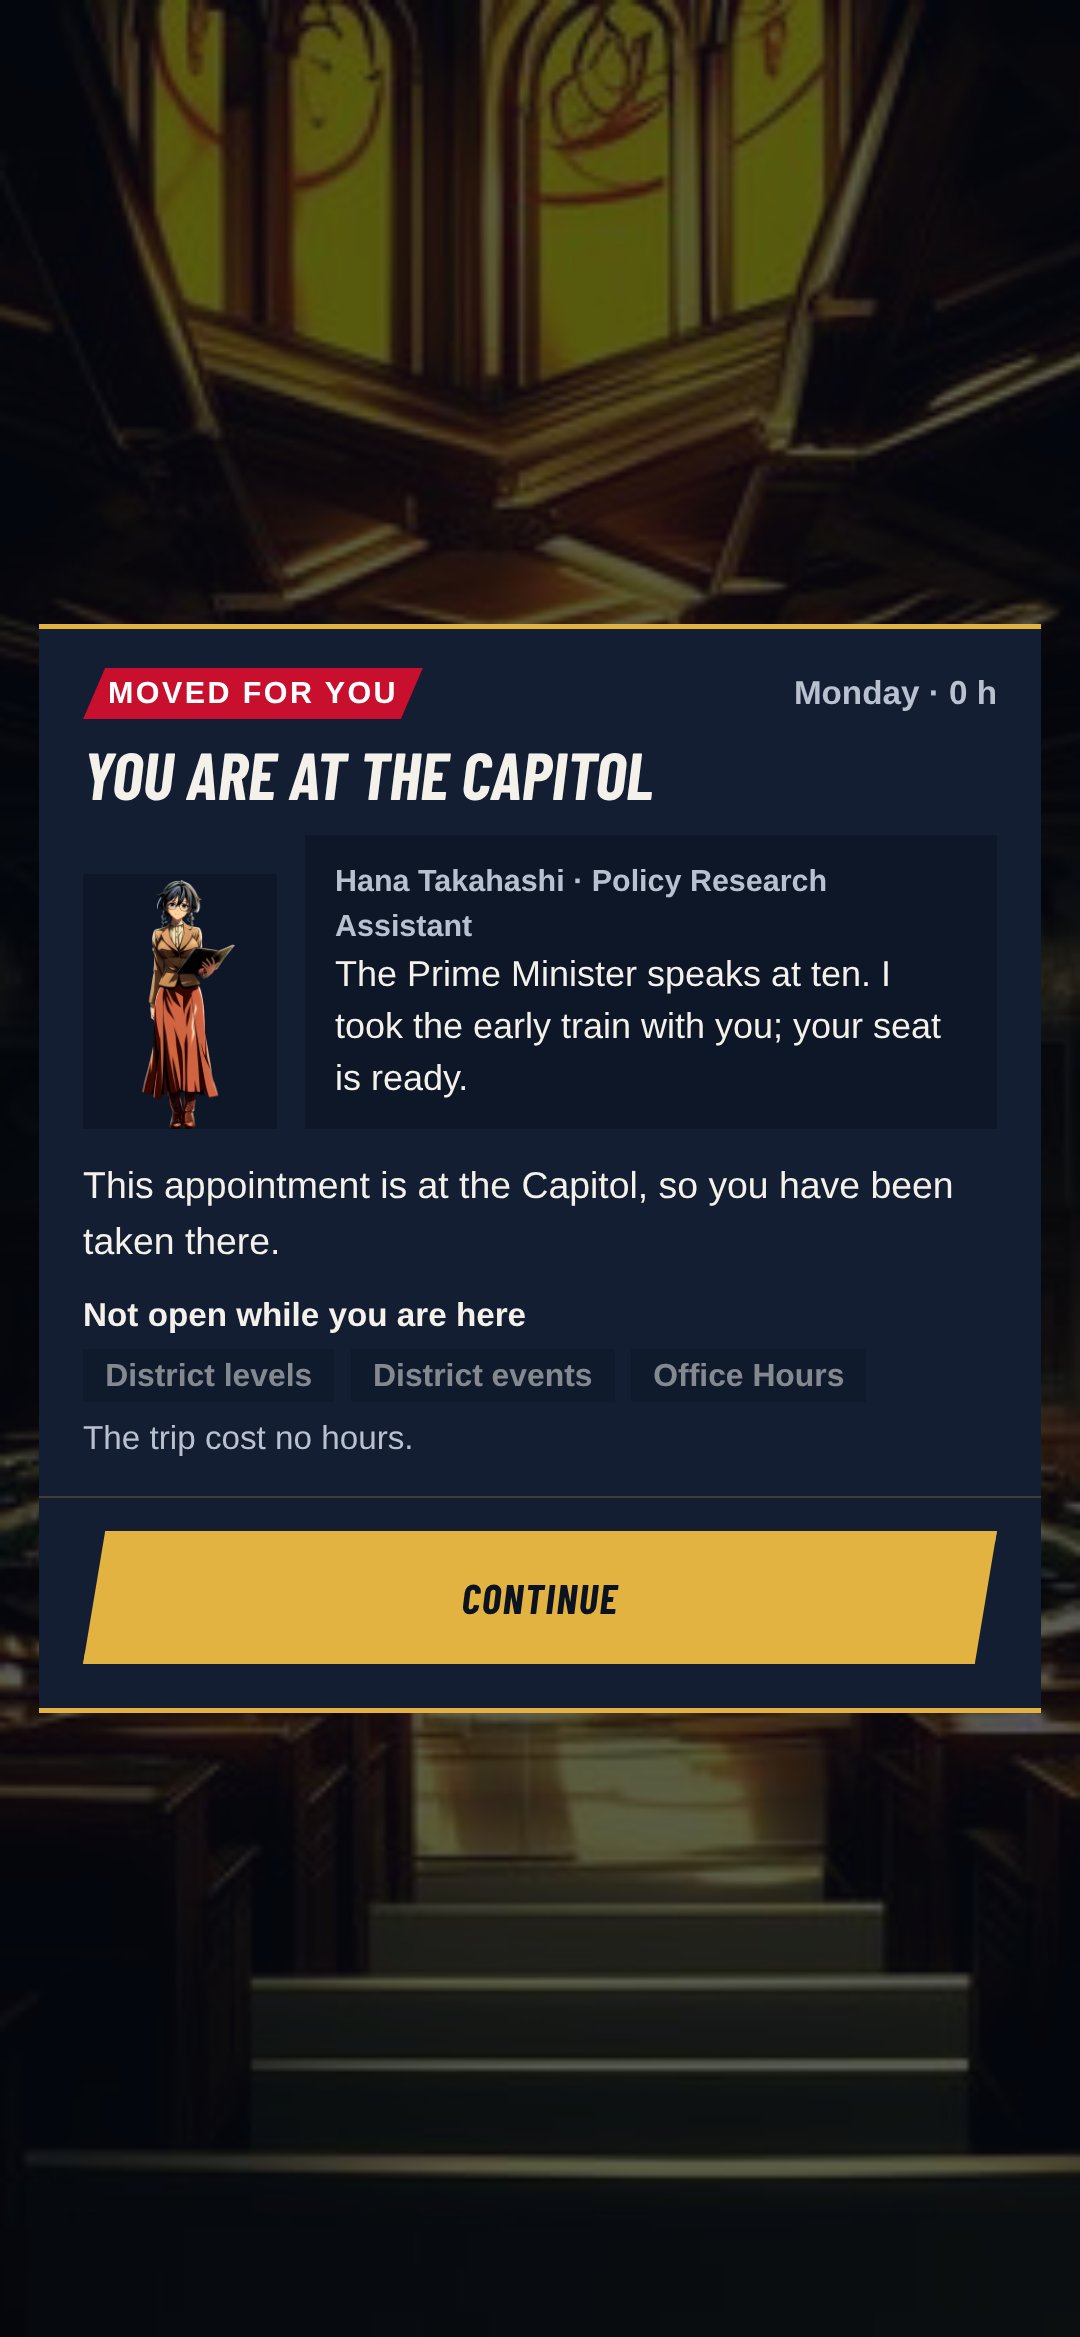 MOVED FOR YOU
Monday · 0 h
YOU ARE AT THE CAPITOL
Hana Takahashi · Policy Research
Assistant
The Prime Minister speaks at ten. I
took the early train with you; your seat
is ready.
This appointment is at the Capitol, so you have been
taken there.
Not open while you are here
District levels
District events
Office Hours
The trip cost no hours.
CONTINUE